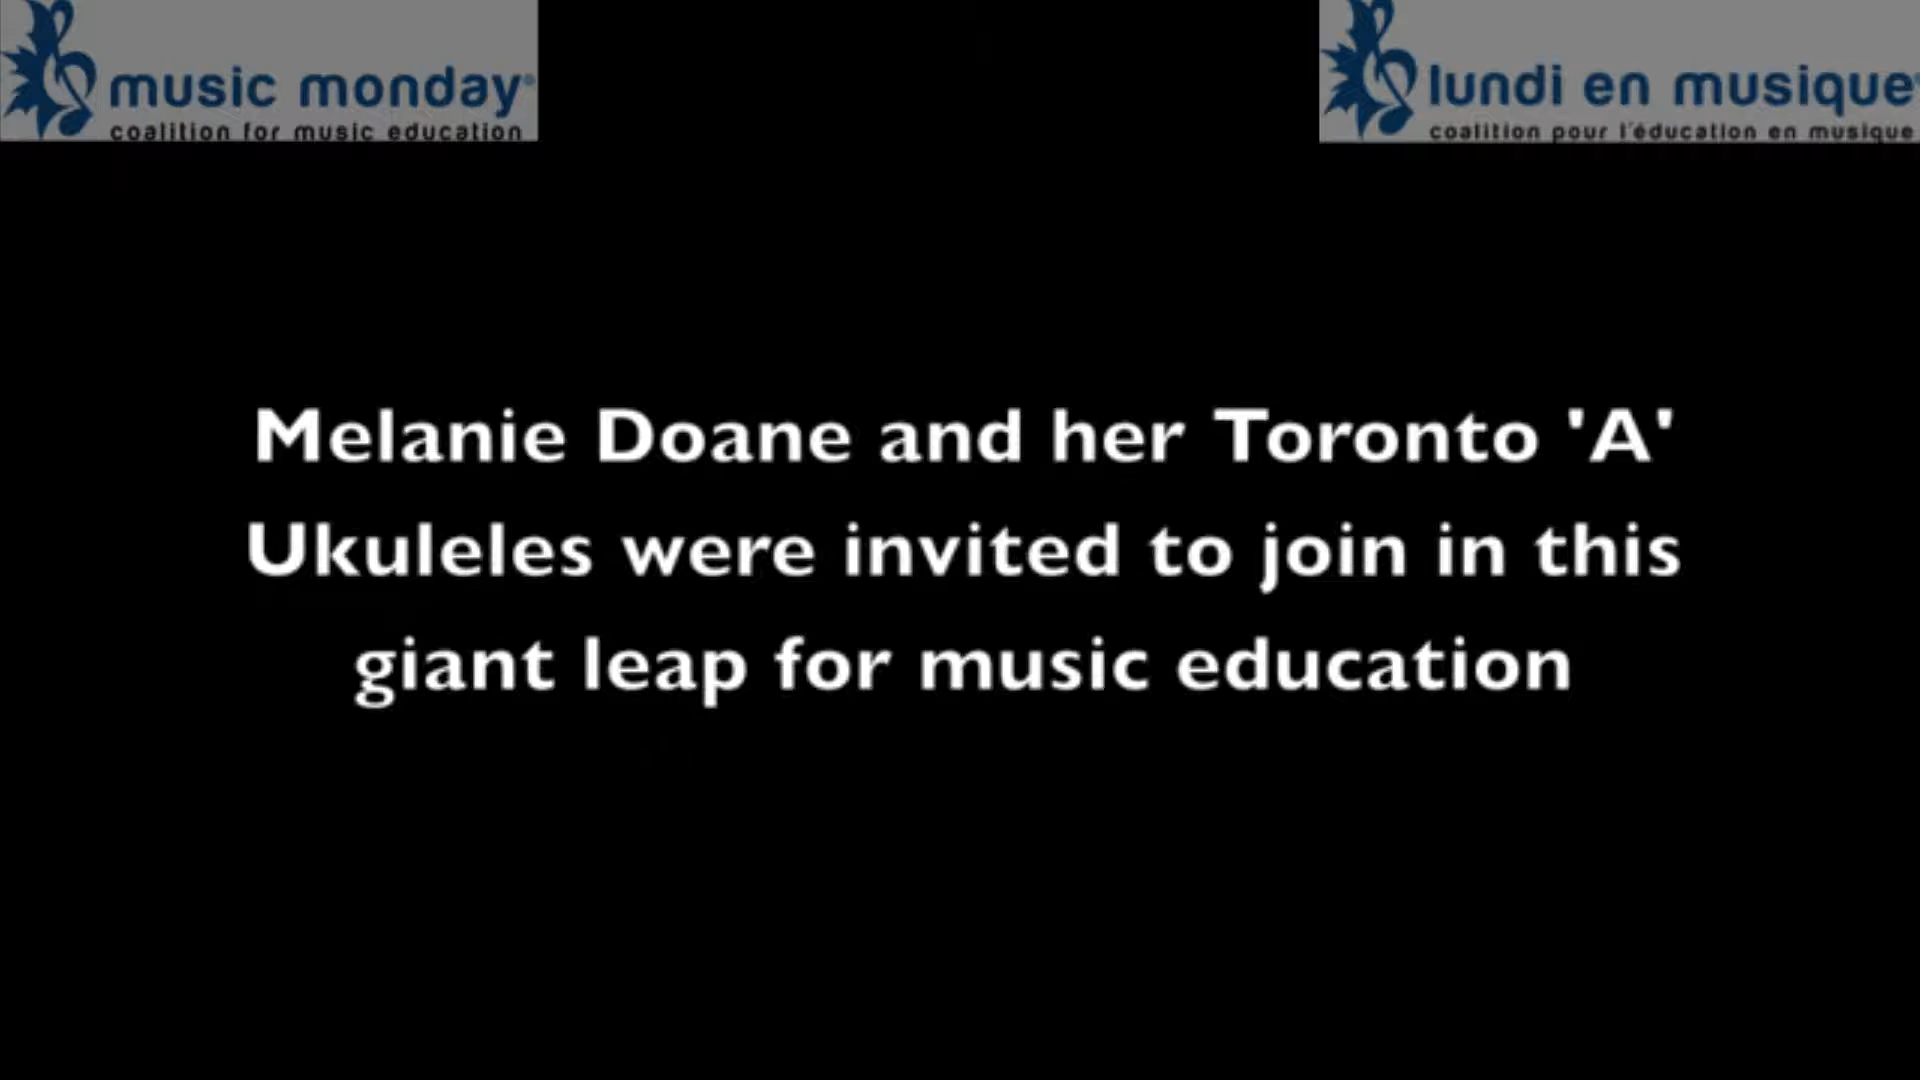 music monday®
coalition for music education
lundi en musique
coalition pour l'éducation en musique
Melanie Doane and her Toronto 'A'
Ukuleles were invited to join in this
giant leap for music education